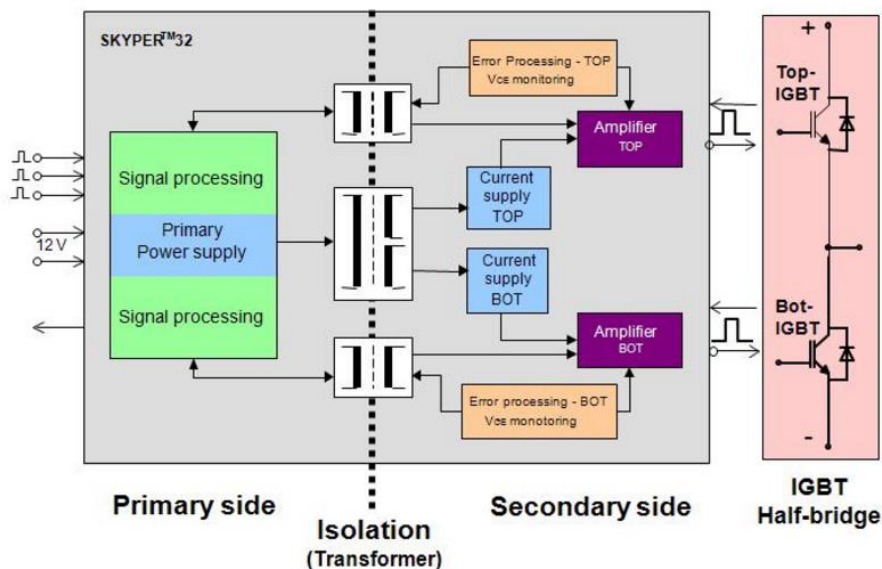 SKYPER™32
Error Processing - TOP
VCE monitoring
Top-
IGBT
+
Amplifier
TOP
Signal processing
Current
supply
TOP
Primary
Power supply
12 V
Current
supply
BOT
Signal processing
Bot-
IGBT
Amplifier
BOT
Error processing - BOT
VCE monotoring
-
Primary side
Isolation
(Transformer)
Secondary side
IGBT
Half-bridge